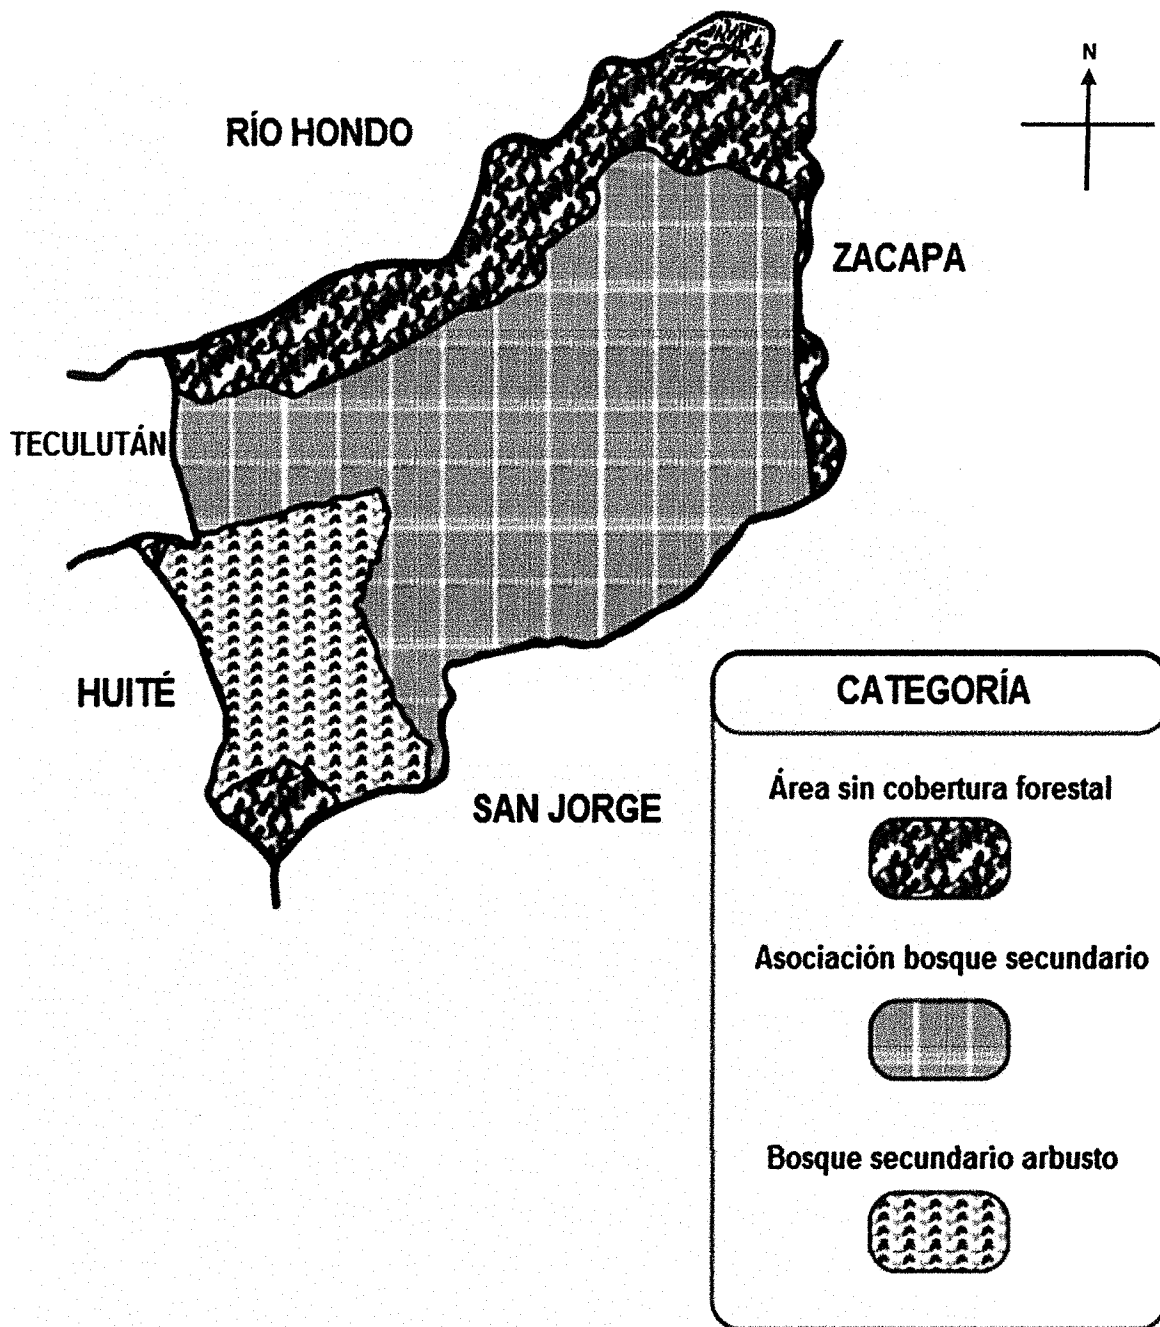 N
RÍO HONDO
ZACAPA
TECULUTÁN
HUITÉ
SAN JORGE
CATEGORÍA
Área sin cobertura forestal
Asociación bosque secundario
Bosque secundario arbusto